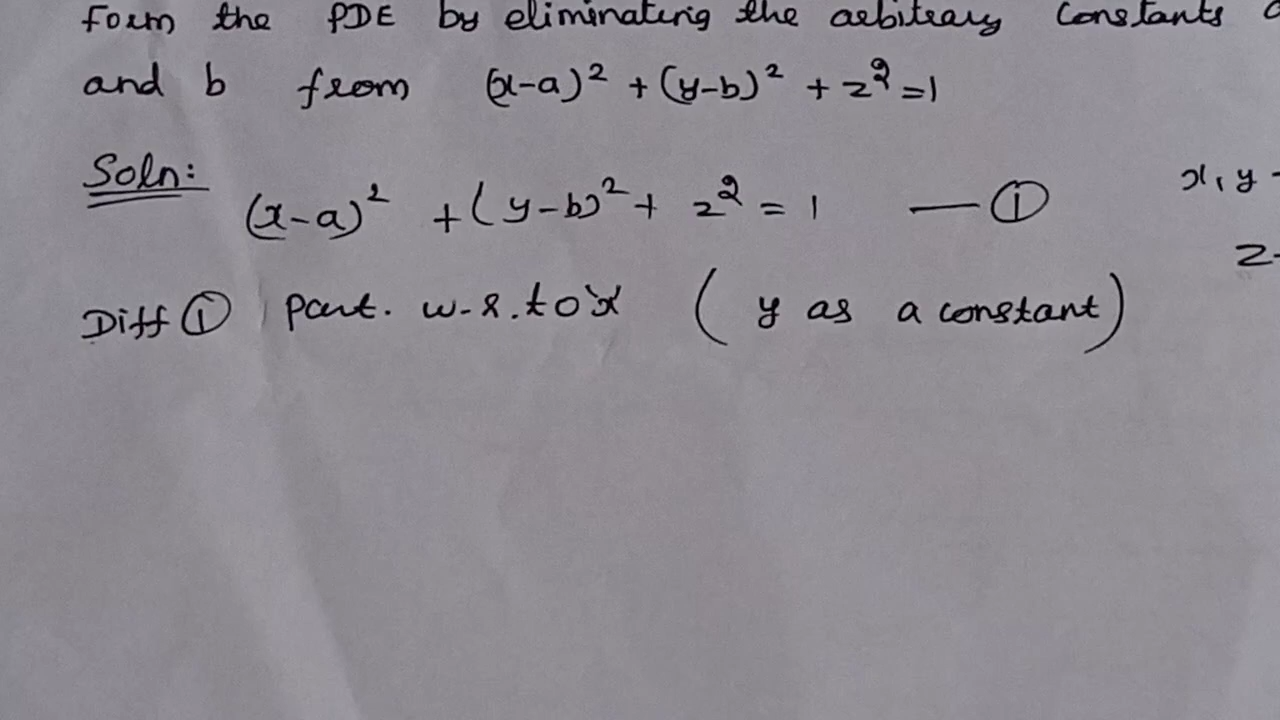 Form the PDE by eliminating the arbitrary constants a
and b from (x-a)² + (y-b)² + z² = 1
Soln:
(x-a)² + (y-b)² + z² = 1 — ①
x, y -
z-
Diff ① part. w.r.to x (y as a constant)